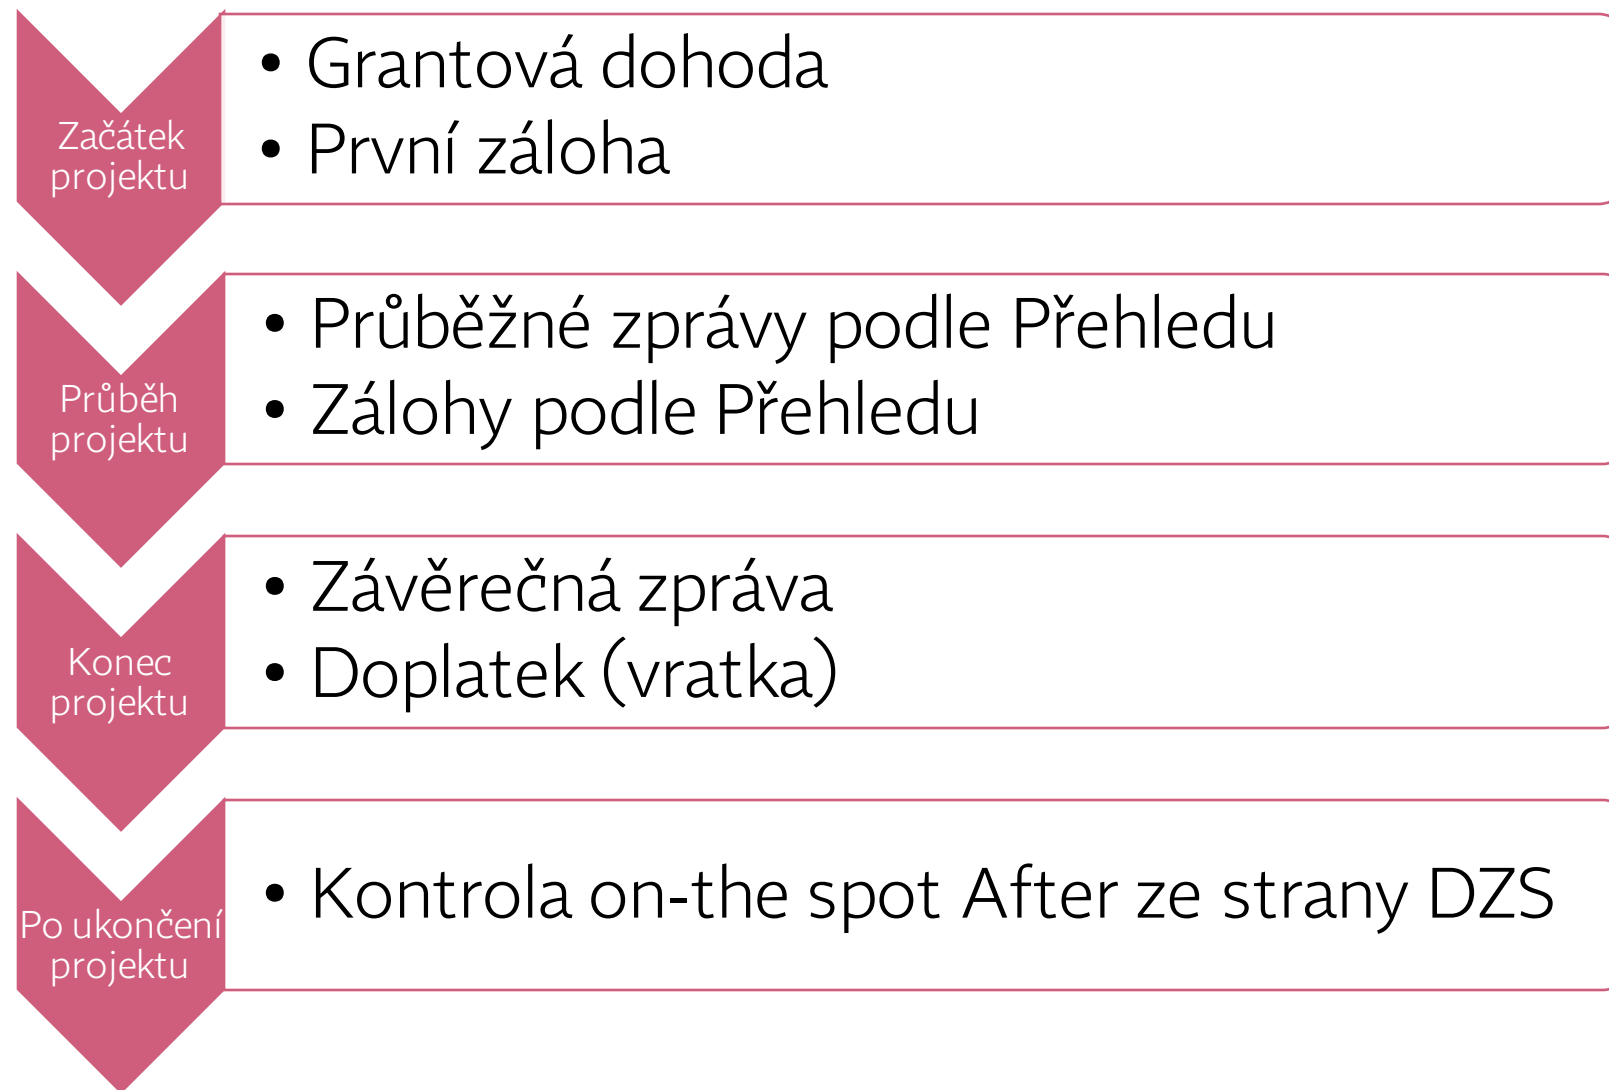 Začátek
projektu
• Grantová dohoda
• První záloha
Průběh
projektu
• Průběžné zprávy podle Přehledu
• Zálohy podle Přehledu
Konec
projektu
• Závěrečná zpráva
• Doplatek (vratka)
Po ukončení
projektu
• Kontrola on-the spot After ze strany DZS